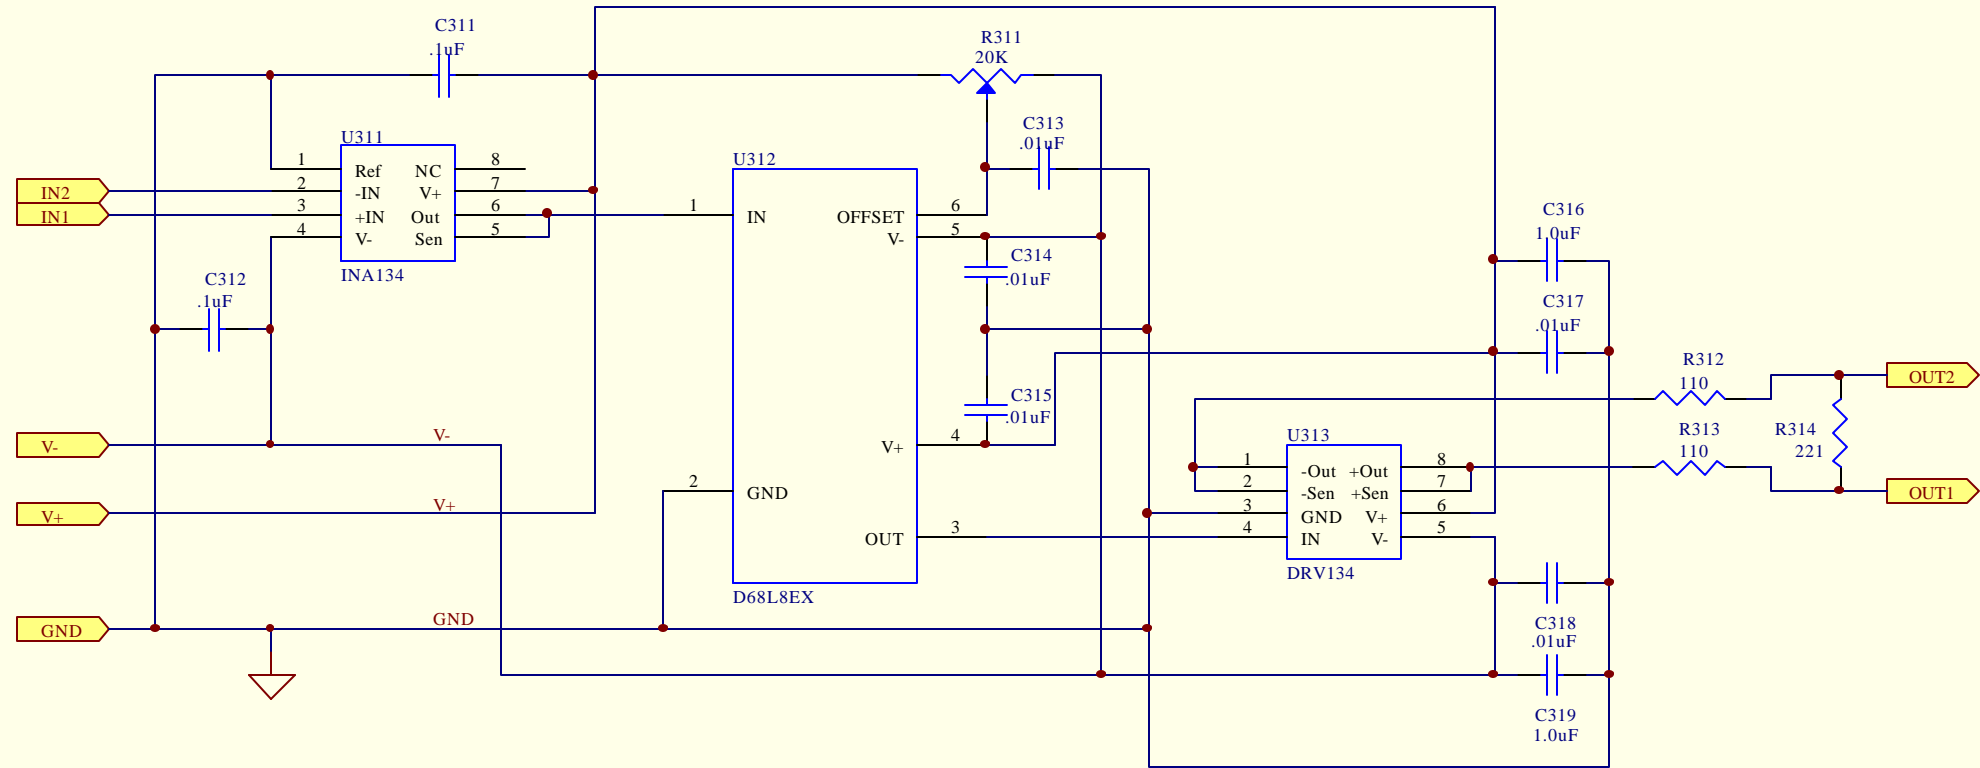 C311
.1uF
R311
20K
C313
.01uF
U311
1 Ref NC 8
2 -IN V+ 7
3 +IN Out 6
4 V- Sen 5
INA134
IN2
IN1
C312
.1uF
U312
1 IN OFFSET 6
V- 5
V+ 4
2 GND
OUT 3
D68L8EX
C314
.01uF
C315
.01uF
C316
1.0uF
C317
.01uF
R312
110
OUT2
R313
110
R314
221
OUT1
U313
1 -Out +Out 8
2 -Sen +Sen 7
3 GND V+ 6
4 IN V- 5
DRV134
V- V-
V+ V+
GND GND
C318
.01uF
C319
1.0uF